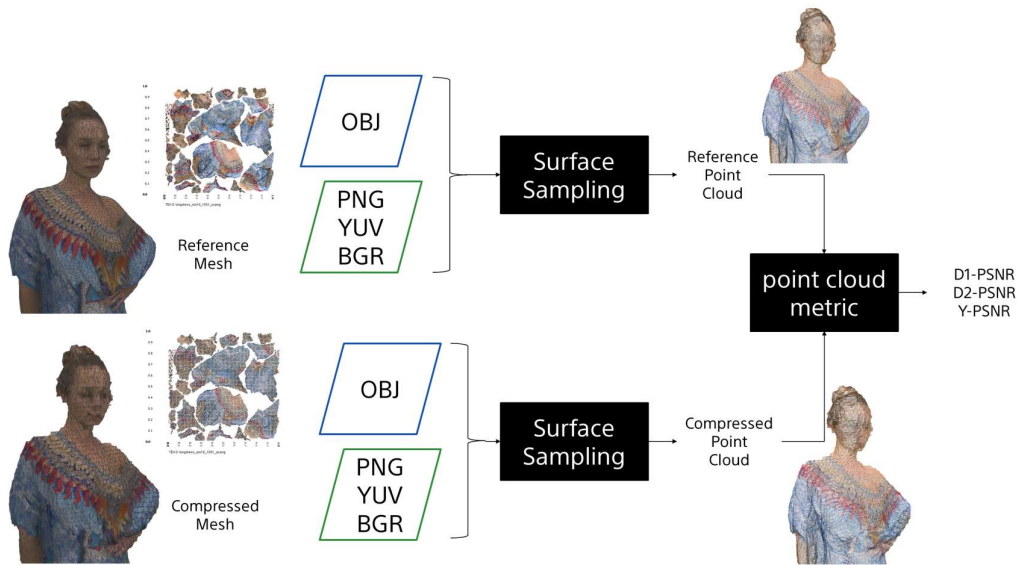 OBJ
PNG
YUV
BGR
Surface
Sampling
Reference
Point
Cloud
Reference
Mesh
point cloud
metric
D1-PSNR
D2-PSNR
Y-PSNR
OBJ
PNG
YUV
BGR
Surface
Sampling
Compressed
Point
Cloud
Compressed
Mesh